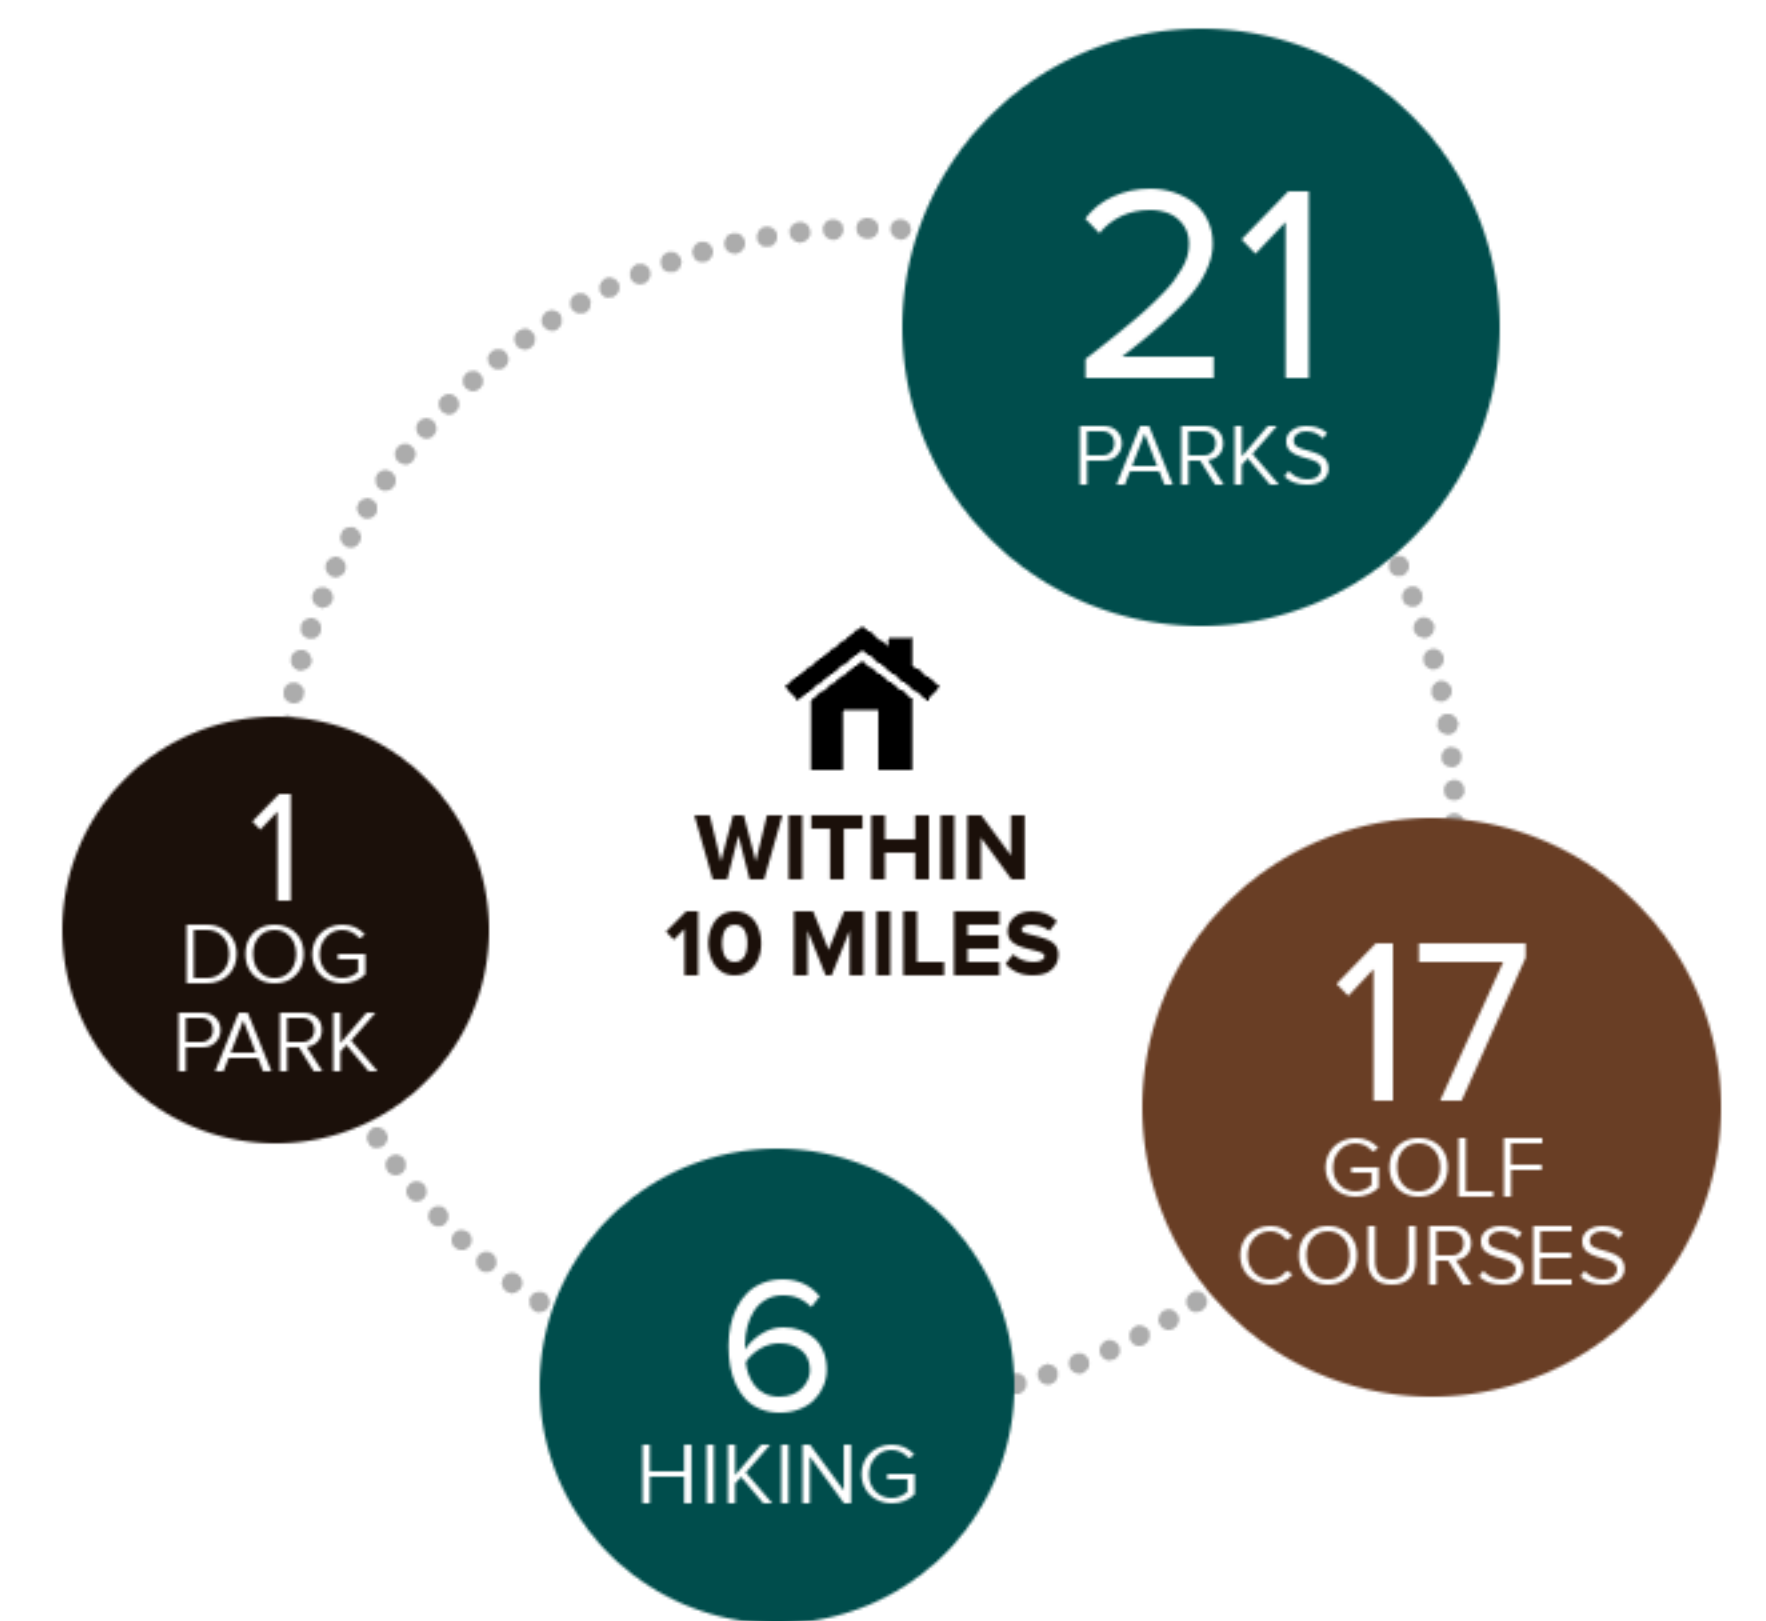 21
PARKS
WITHIN
10 MILES
1
DOG
PARK
17
GOLF
COURSES
6
HIKING